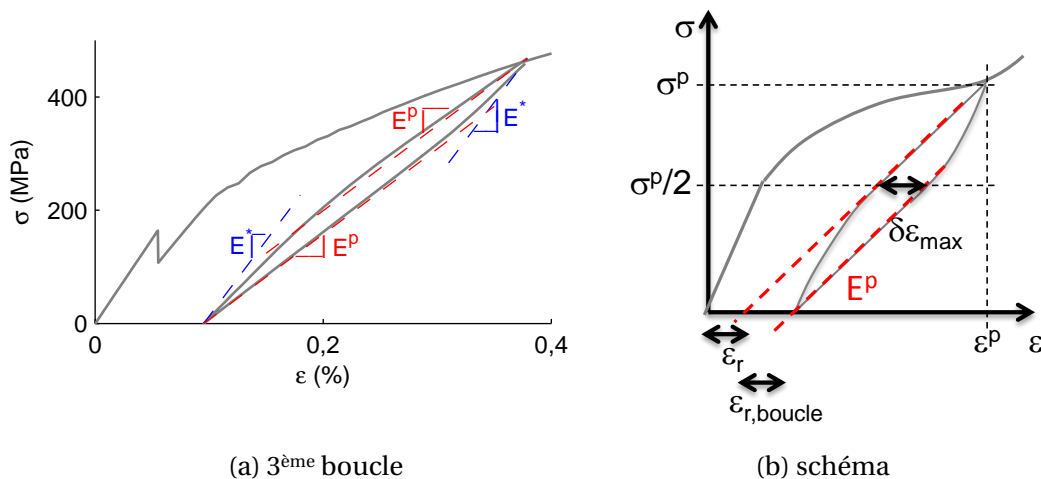 σ (MPa)
400
200
0
0
0,2
0,4
ε (%)
E^p
E^*
E^*
E^p
(a) 3ème boucle
σ
σ^p
σ^p/2
δε_max
E^p
ε_r
ε^p
ε
ε_r,boucle
(b) schéma